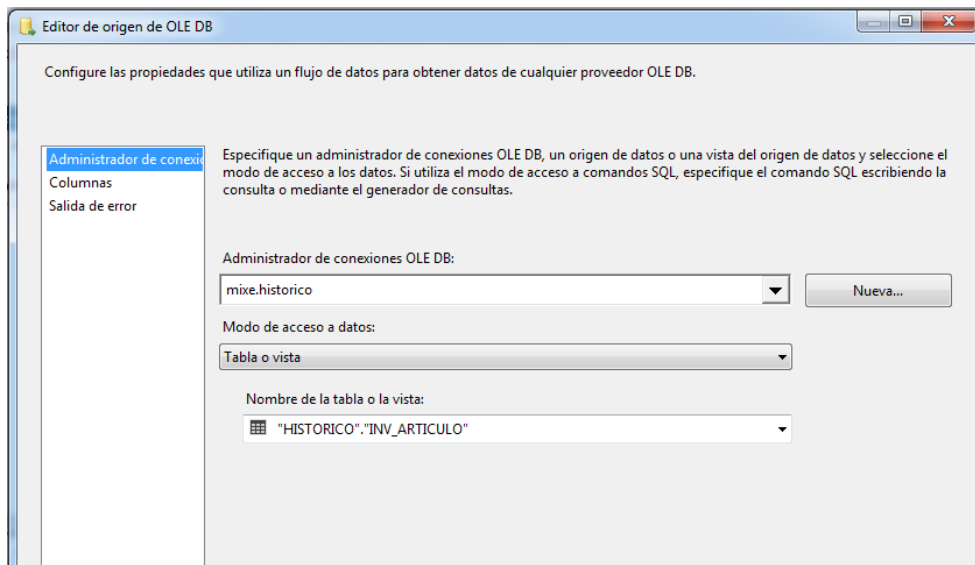 Editor de origen de OLE DB
Configure las propiedades que utiliza un flujo de datos para obtener datos de cualquier proveedor OLE DB.
Administrador de conexi
Columnas
Salida de error
Especifique un administrador de conexiones OLE DB, un origen de datos o una vista del origen de datos y seleccione el
modo de acceso a los datos. Si utiliza el modo de acceso a comandos SQL, especifique el comando SQL escribiendo la
consulta o mediante el generador de consultas.
Administrador de conexiones OLE DB:
mixe.historico
Nueva...
Modo de acceso a datos:
Tabla o vista
Nombre de la tabla o la vista:
"HISTORICO"."INV_ARTICULO"